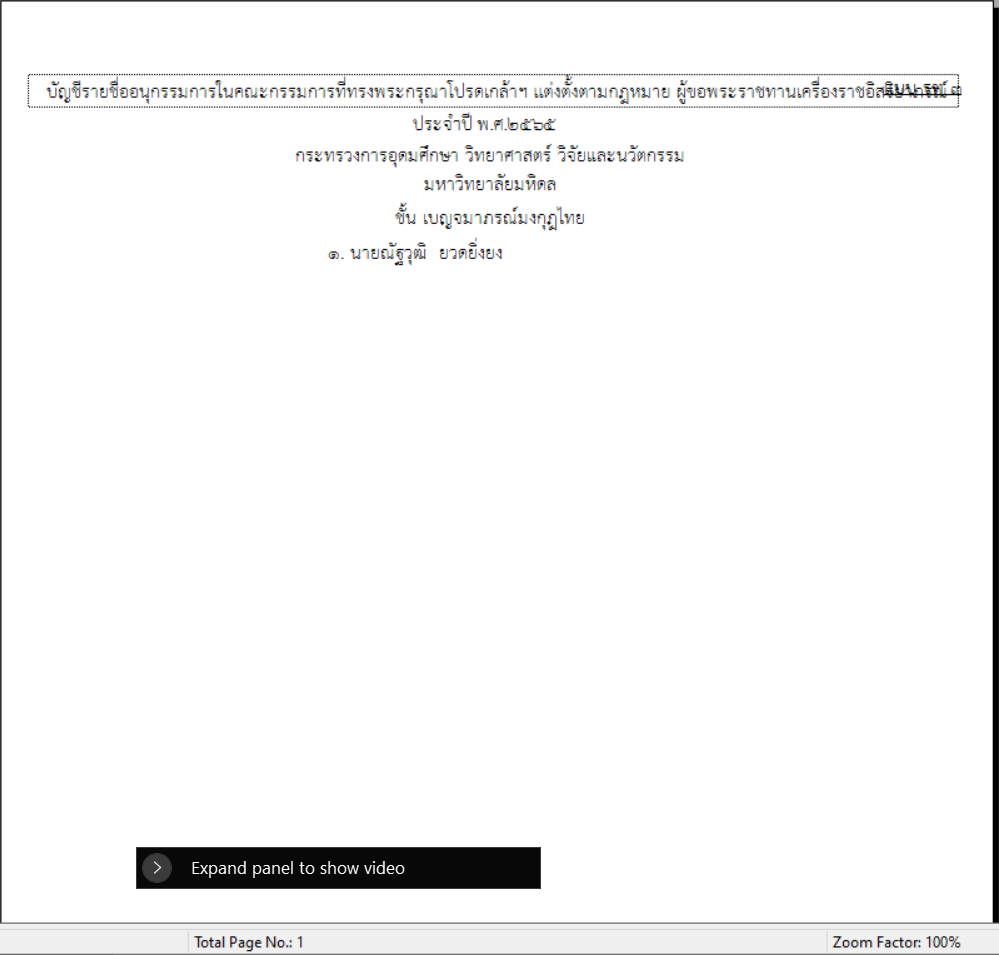 บัญชีรายชื่ออนุกรรมการในคณะกรรมการที่ทรงพระกรุณาโปรดเกล้าฯ แต่งตั้งตามกฎหมาย ผู้ขอพระราชทานเครื่องราชอิสริยาภรณ์
ประจำปี พ.ศ.๒๕๖๕
กระทรวงการอุดมศึกษา วิทยาศาสตร์ วิจัยและนวัตกรรม
มหาวิทยาลัยมหิดล
ชั้น เบญจมาภรณ์มงกุฎไทย
๑. นายณัฐวุฒิ ยวดยิ่งยง
Expand panel to show video
Total Page No.: 1 Zoom Factor: 100%